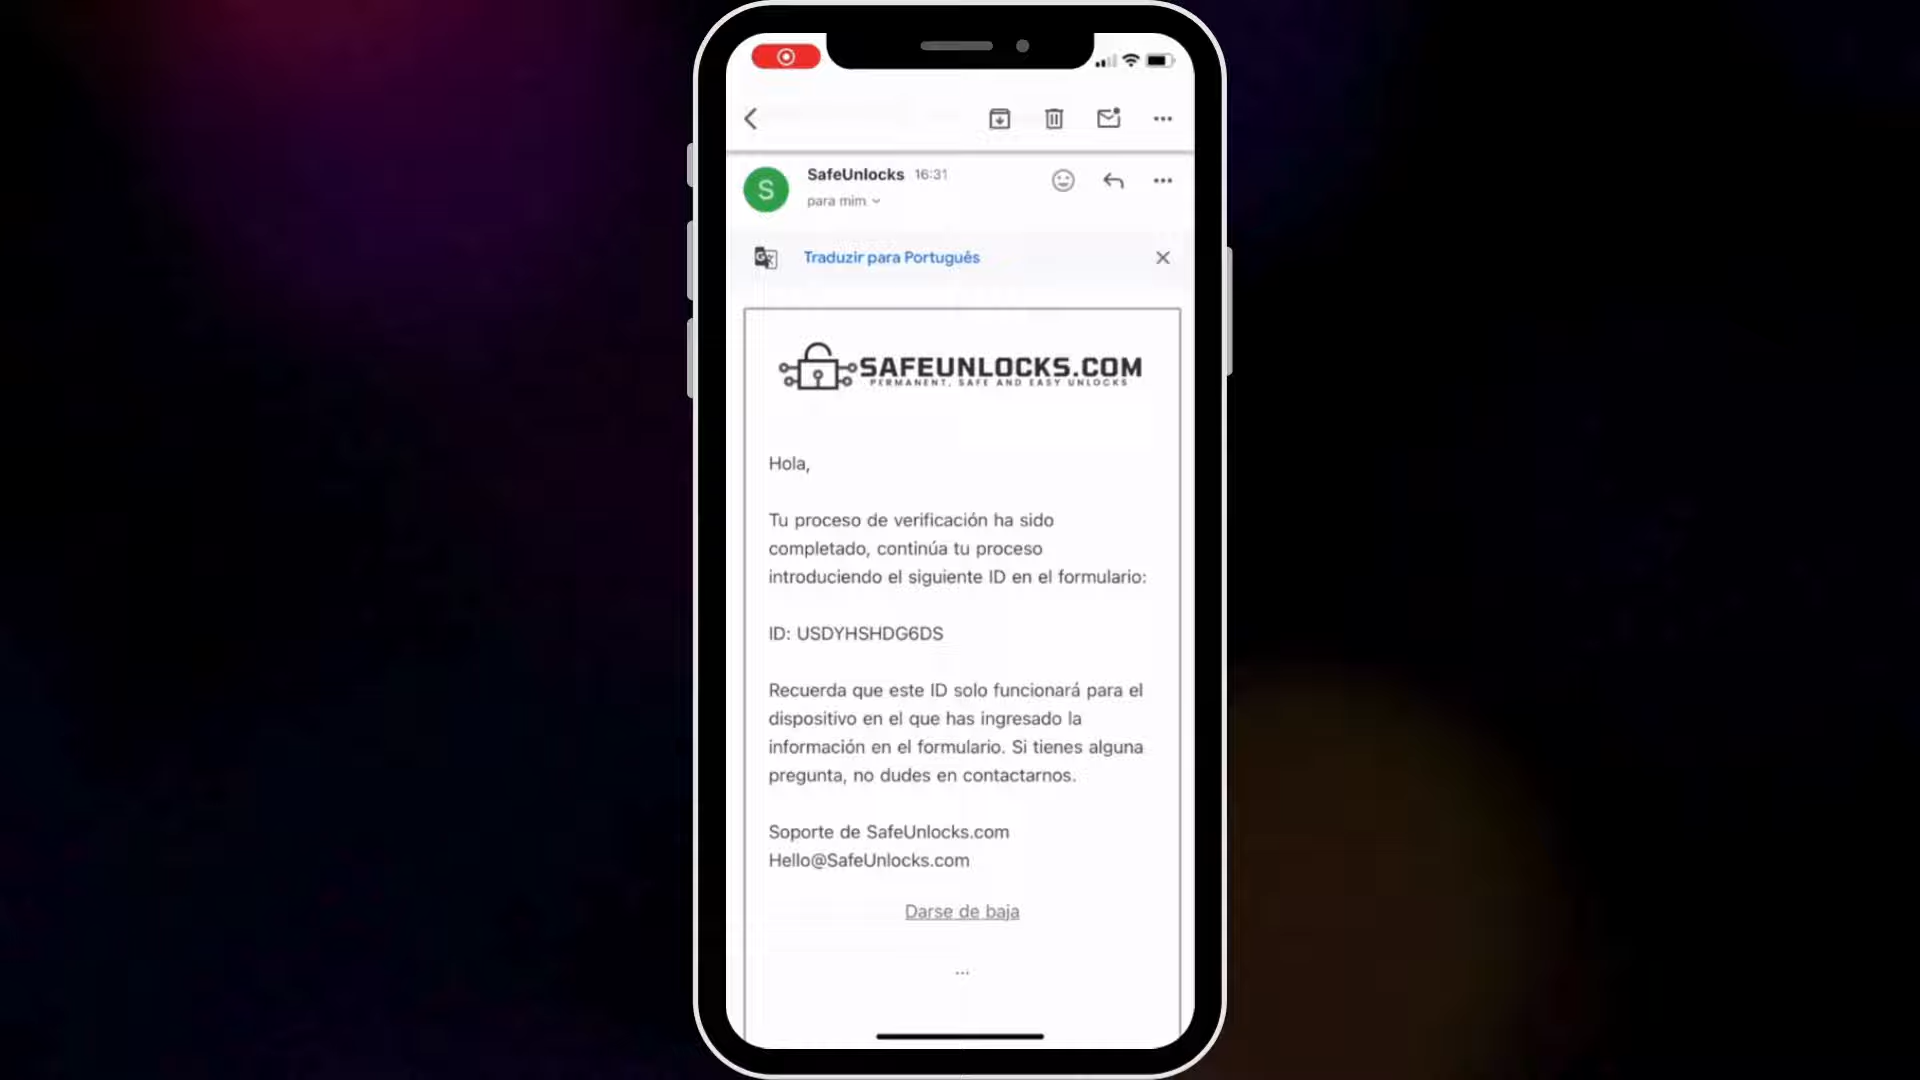 SafeUnlocks 16:31
para mim
Traduzir para Português
SAFEUNLOCKS.COM
PERMANENT, SAFE AND EASY UNLOCKS
Hola,
Tu proceso de verificación ha sido
completado, continúa tu proceso
introduciendo el siguiente ID en el formulario:
ID: USDYHSHDG6DS
Recuerda que este ID solo funcionará para el
dispositivo en el que has ingresado la
información en el formulario. Si tienes alguna
pregunta, no dudes en contactarnos.
Soporte de SafeUnlocks.com
Hello@SafeUnlocks.com
Darse de baja